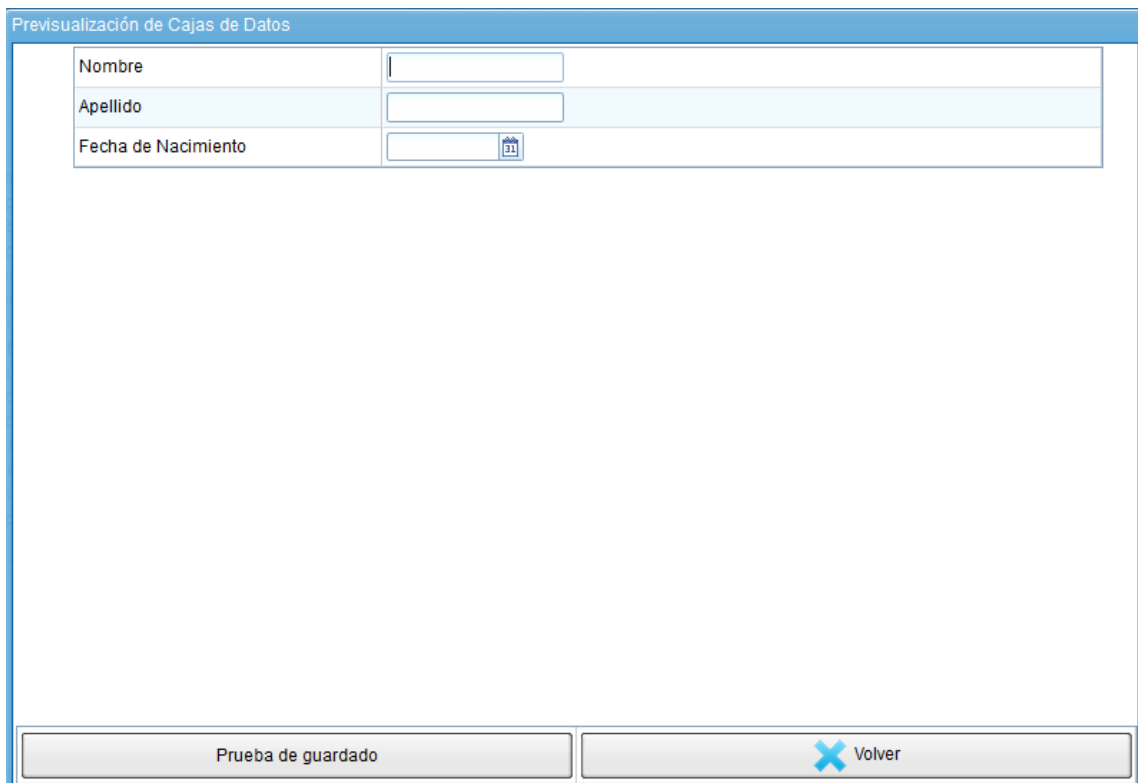 Previsualización de Cajas de Datos
Nombre
Apellido
Fecha de Nacimiento
31
Prueba de guardado
Volver